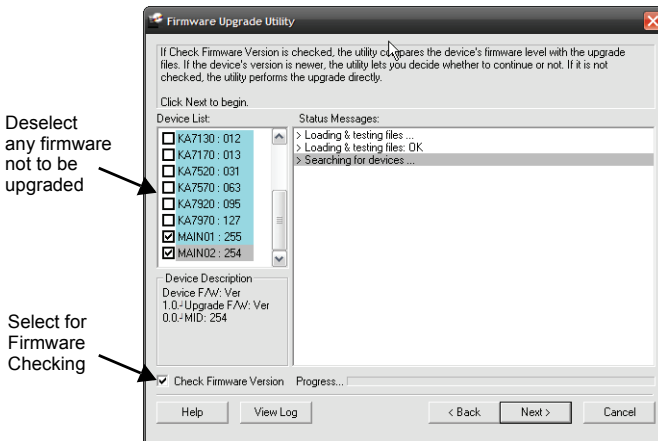 Firmware Upgrade Utility
If Check Firmware Version is checked, the utility compares the device's firmware level with the upgrade
files. If the device's version is newer, the utility lets you decide whether to continue or not. If it is not
checked, the utility performs the upgrade directly.
Click Next to begin.
Device List:
Status Messages:
Deselect
any firmware
not to be
upgraded
KA7130 : 012
KA7170 : 013
KA7520 : 031
KA7570 : 063
KA7920 : 095
KA7970 : 127
MAIN01 : 255
MAIN02 : 254
> Loading & testing files ...
> Loading & testing files: OK
> Searching for devices ...
Device Description
Device F/W: Ver
1.0.┘Upgrade F/W: Ver
0.0.┘MID: 254
Select for
Firmware
Checking
Check Firmware Version
Progress...
Help
View Log
< Back
Next >
Cancel